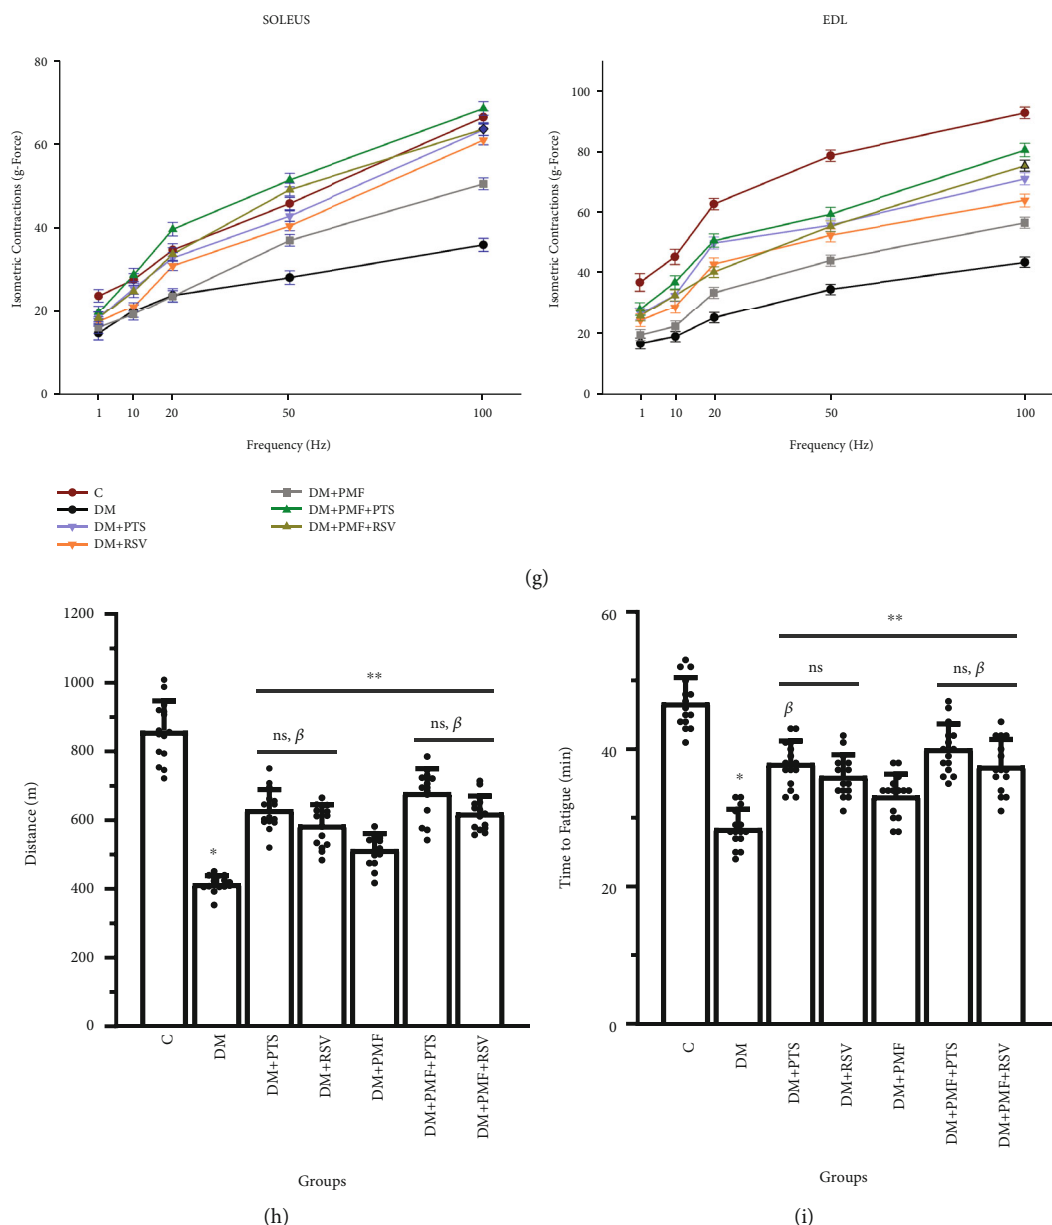 SOLEUS
80
60
40
20
0
Isometric Contractions (g-Force)
1 10 20 50 100
Frequency (Hz)
EDL
100
80
60
40
20
0
Isometric Contractions (g-Force)
1 10 20 50 100
Frequency (Hz)
C
DM
DM+PTS
DM+RSV
DM+PMF
DM+PMF+PTS
DM+PMF+RSV
(g)
1200
1000
800
600
400
200
0
Distance (m)
*
**
ns, β
ns, β
C
DM
DM+PTS
DM+RSV
DM+PMF
DM+PMF+PTS
DM+PMF+RSV
Groups
(h)
60
40
20
0
Time to Fatigue (min)
*
**
ns
β
ns, β
C
DM
DM+PTS
DM+RSV
DM+PMF
DM+PMF+PTS
DM+PMF+RSV
Groups
(i)